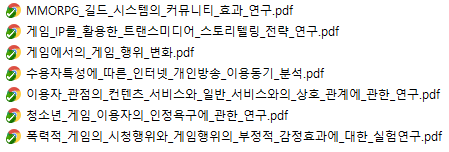 MMORPG_길드_시스템의_커뮤니티_효과_연구.pdf
게임_IP를_활용한_트랜스미디어_스토리텔링_전략_연구.pdf
게임에서의_게임_행위_변화.pdf
수용자특성에_따른_인터넷_개인방송_이용동기_분석.pdf
이용자_관점의_컨텐츠_서비스와_일반_서비스와의_상호_관계에_관한_연구.pdf
청소년_게임_이용자의_인정욕구에_관한_연구.pdf
폭력적_게임의_시청행위와_게임행위의_부정적_감정효과에_대한_실험연구.pdf